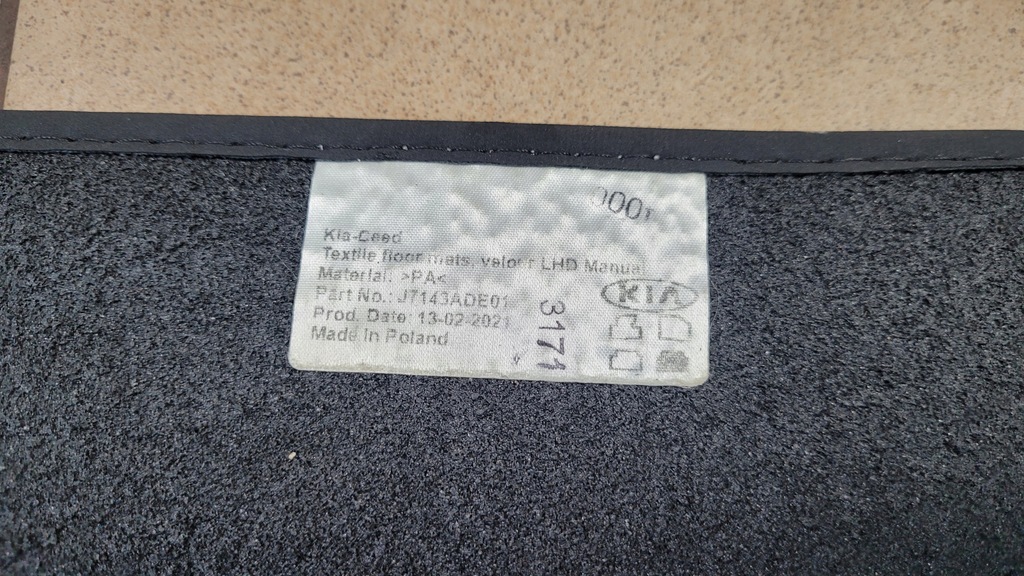 Kia-Ceed
Textile floor mats, velour LHD Manual
Material: >PA<
Part No.: J7143ADE01
Prod. Date: 13-02-2021
Made in Poland
3171
KIA